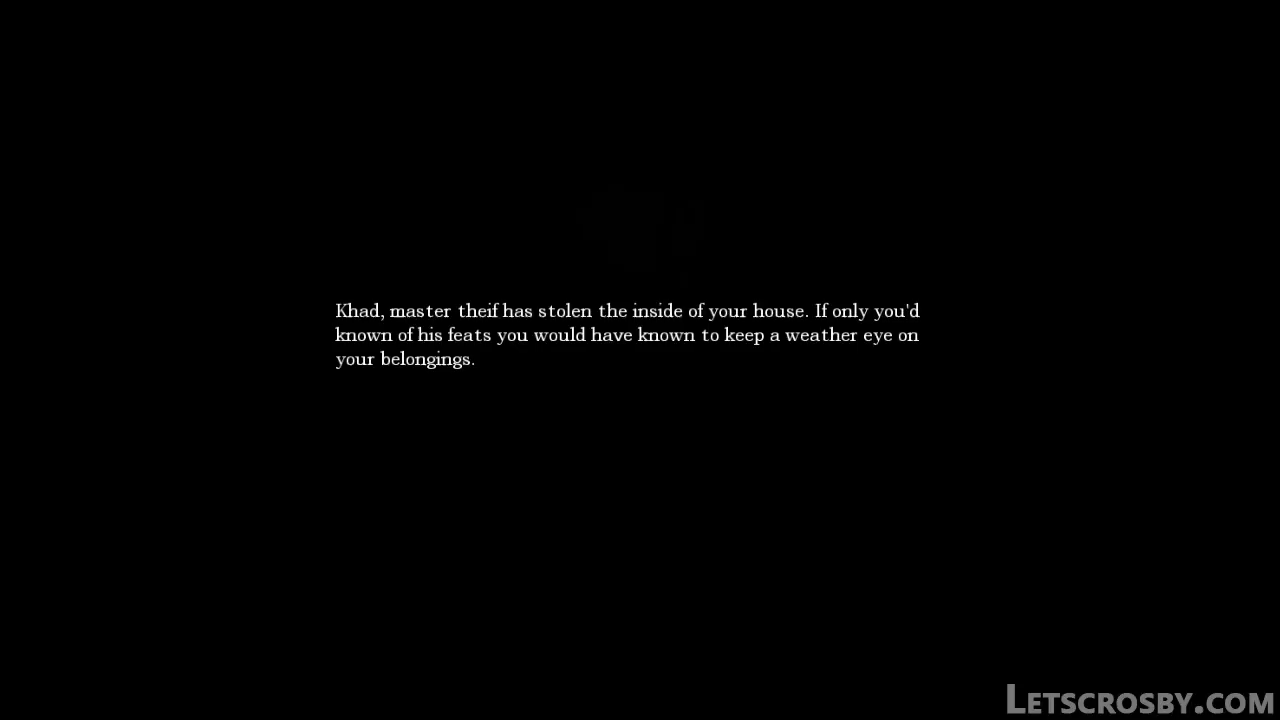 Khad, master theif has stolen the inside of your house. If only you'd
known of his feats you would have known to keep a weather eye on
your belongings.
LETSCROSBY.COM